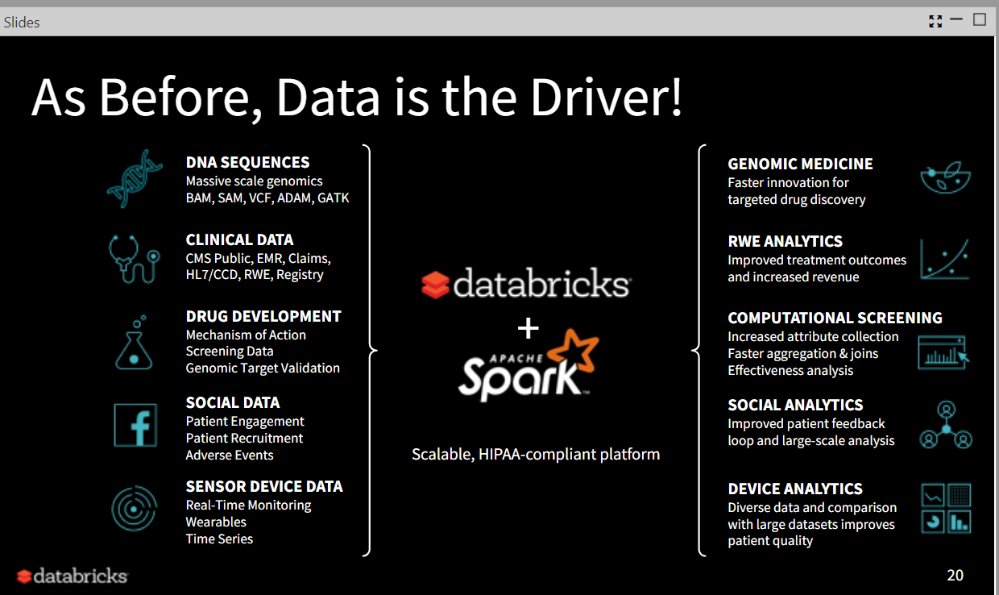 Slides
As Before, Data is the Driver!
DNA SEQUENCES
Massive scale genomics
BAM, SAM, VCF, ADAM, GATK
CLINICAL DATA
CMS Public, EMR, Claims,
HL7/CCD, RWE, Registry
DRUG DEVELOPMENT
Mechanism of Action
Screening Data
Genomic Target Validation
SOCIAL DATA
Patient Engagement
Patient Recruitment
Adverse Events
SENSOR DEVICE DATA
Real-Time Monitoring
Wearables
Time Series
databricks
+
APACHE
Spark™
Scalable, HIPAA-compliant platform
GENOMIC MEDICINE
Faster innovation for
targeted drug discovery
RWE ANALYTICS
Improved treatment outcomes
and increased revenue
COMPUTATIONAL SCREENING
Increased attribute collection
Faster aggregation & joins
Effectiveness analysis
SOCIAL ANALYTICS
Improved patient feedback
loop and large-scale analysis
DEVICE ANALYTICS
Diverse data and comparison
with large datasets improves
patient quality
databricks
20